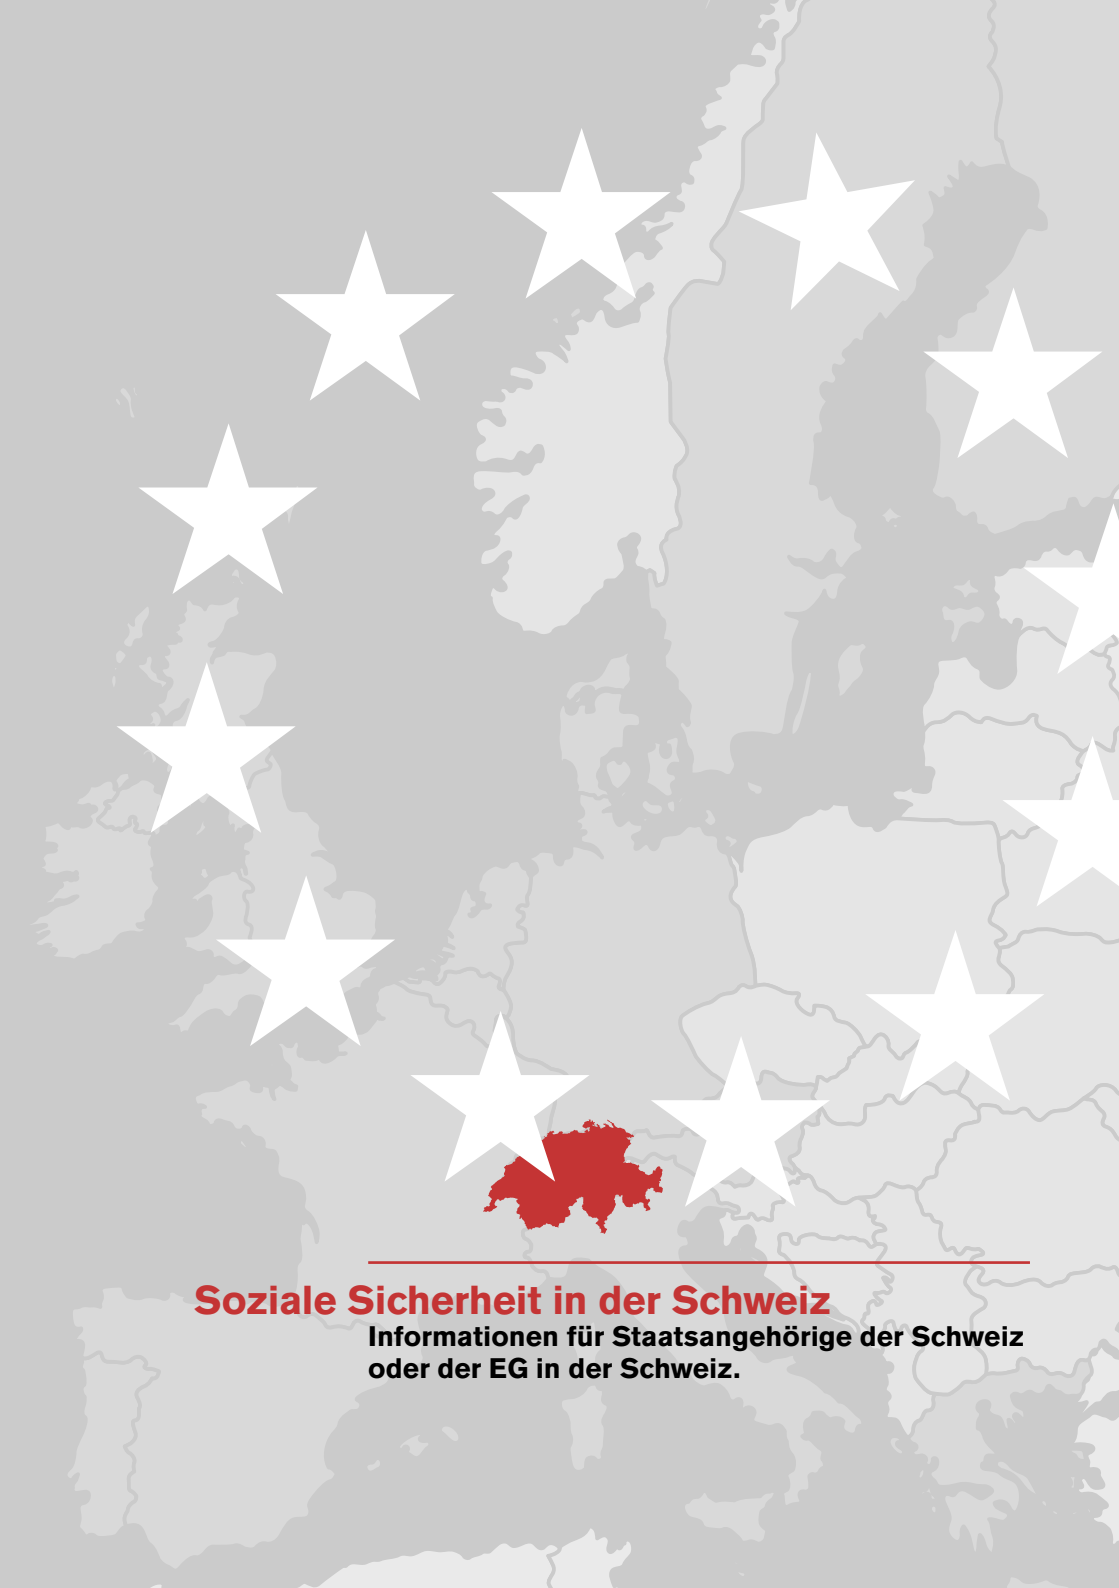 Soziale Sicherheit in der Schweiz
Informationen für Staatsangehörige der Schweiz
oder der EG in der Schweiz.